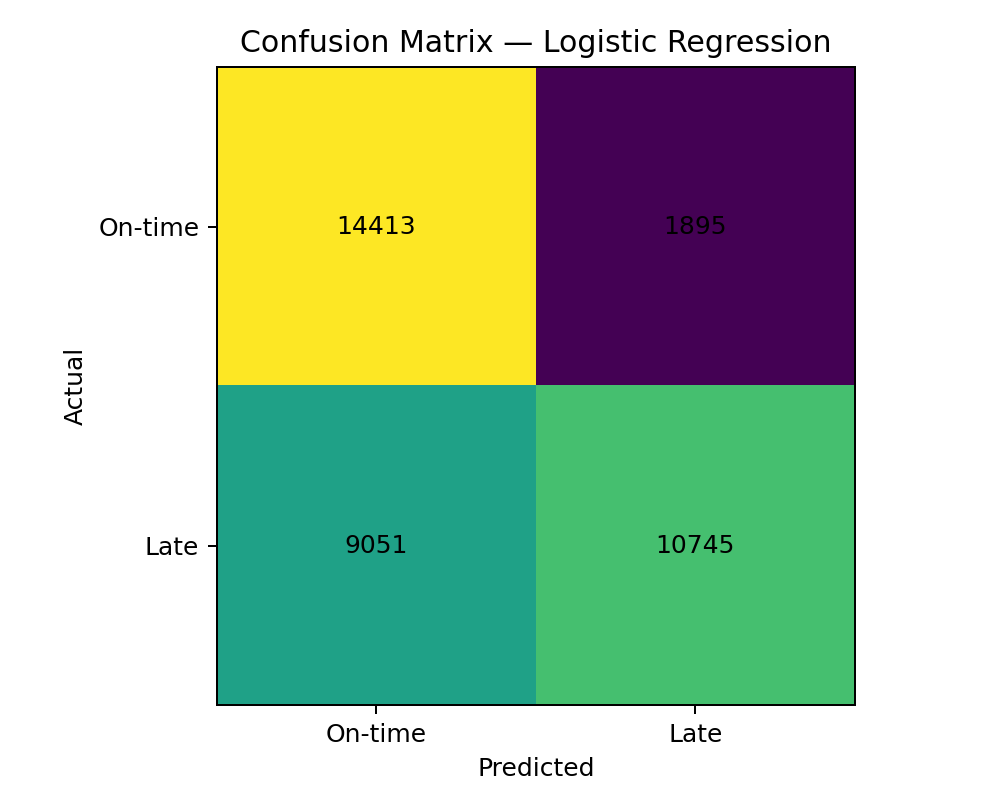 Confusion Matrix — Logistic Regression
On-time
14413
1895
Actual
Late
9051
10745
On-time
Late
Predicted